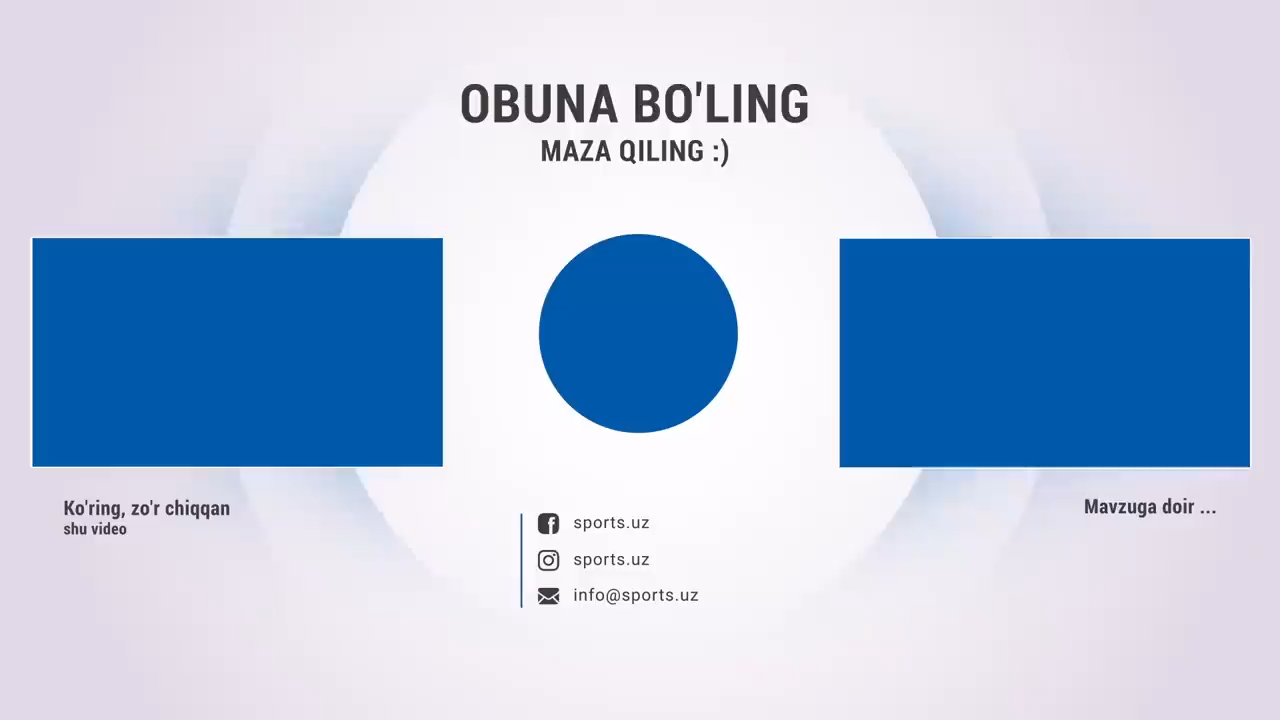 OBUNA BO'LING
MAZA QILING :)
Ko'ring, zo'r chiqqan
shu video
Mavzuga doir ...
sports.uz
sports.uz
info@sports.uz